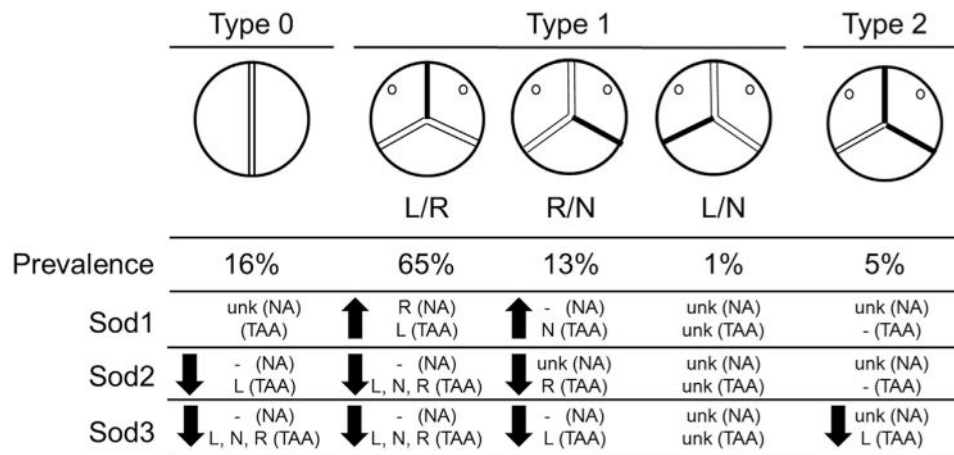 Type 0 Type 1 Type 2
L/R R/N L/N
Prevalence 16% 65% 13% 1% 5%
unk (NA) R (NA) - (NA) unk (NA) unk (NA)
Sod1
(TAA) L (TAA) N (TAA) unk (TAA) - (TAA)
- (NA) - (NA) unk (NA) unk (NA) unk (NA)
Sod2
L (TAA) L, N, R (TAA) R (TAA) unk (TAA) - (TAA)
- (NA) - (NA) - (NA) unk (NA) unk (NA)
Sod3
L, N, R (TAA) L, N, R (TAA) L (TAA) unk (TAA) L (TAA)